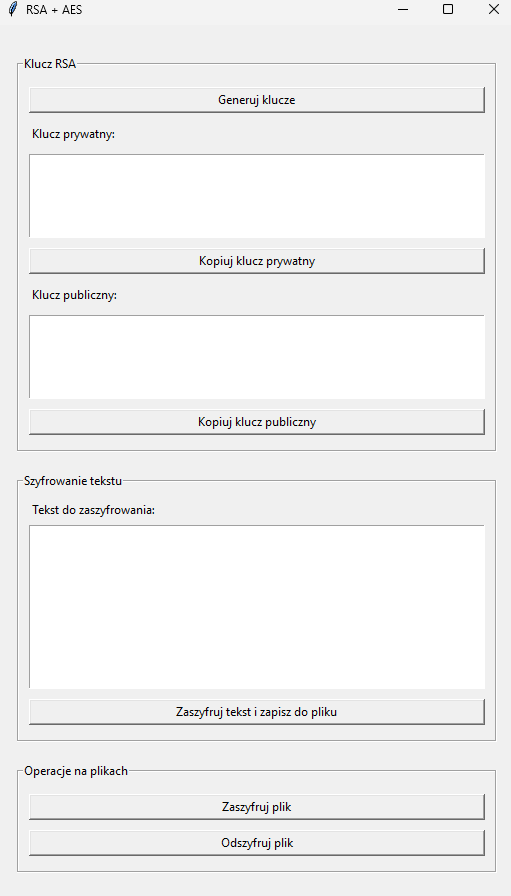 RSA + AES
Klucz RSA
Generuj klucze
Klucz prywatny:
Kopiuj klucz prywatny
Klucz publiczny:
Kopiuj klucz publiczny
Szyfrowanie tekstu
Tekst do zaszyfrowania:
Zaszyfruj tekst i zapisz do pliku
Operacje na plikach
Zaszyfruj plik
Odszyfruj plik